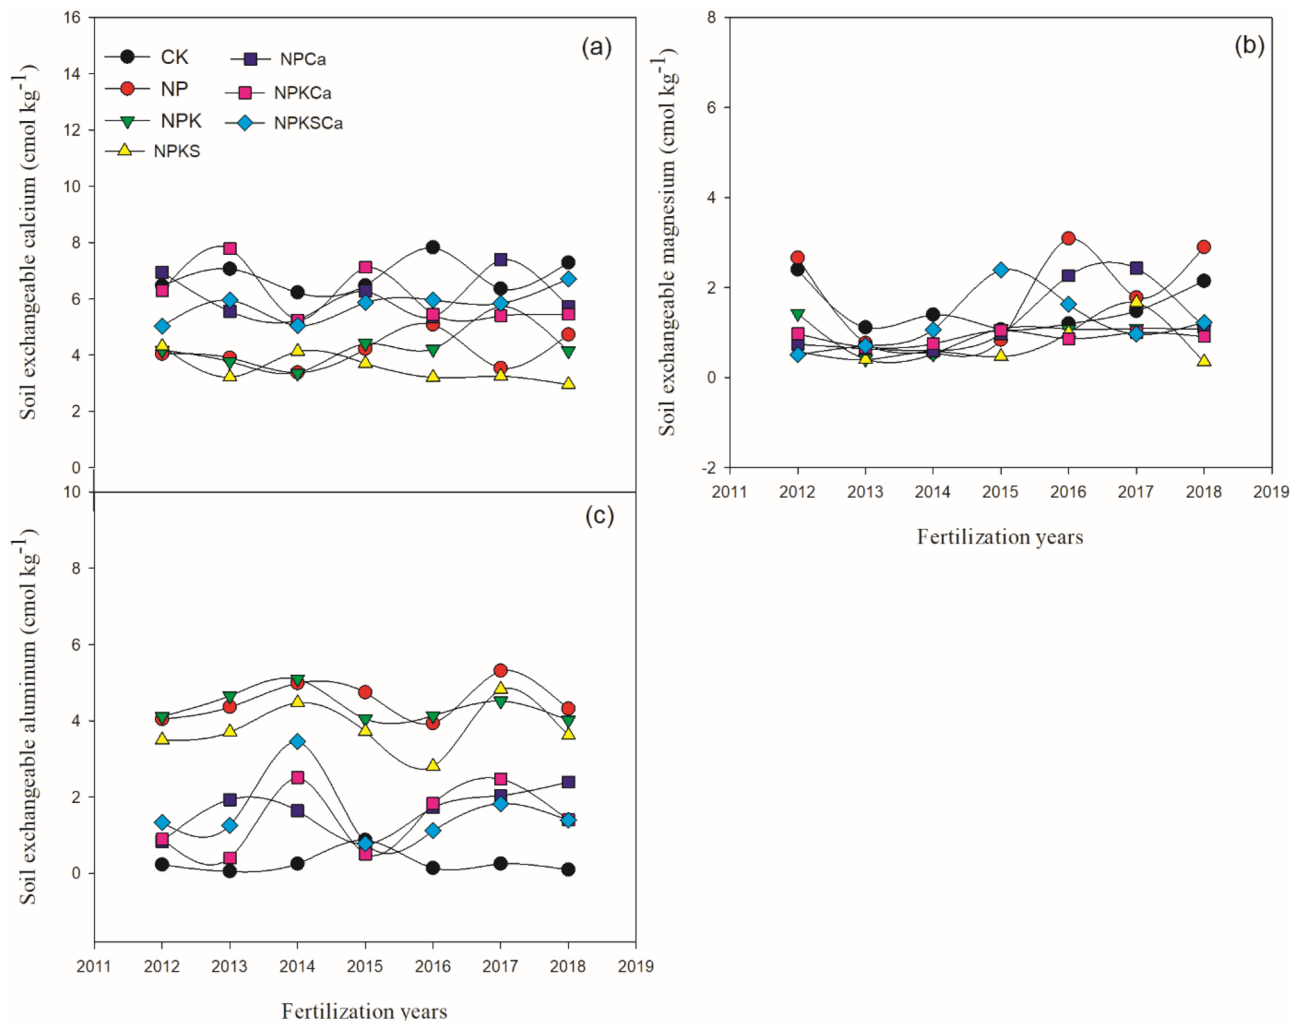 Soil exchangeable calcium (cmol kg-1)
16
14
12
10
8
6
4
2
0
(a)
CK
NP
NPK
NPKS
NPCa
NPKCa
NPKSCa
Soil exchangeable magnesium (cmol kg-1)
8
6
4
2
0
-2
(b)
2011 2012 2013 2014 2015 2016 2017 2018 2019
Fertilization years
Soil exchangeable aluminum (cmol kg-1)
10
8
6
4
2
0
(c)
2011 2012 2013 2014 2015 2016 2017 2018 2019
Fertilization years